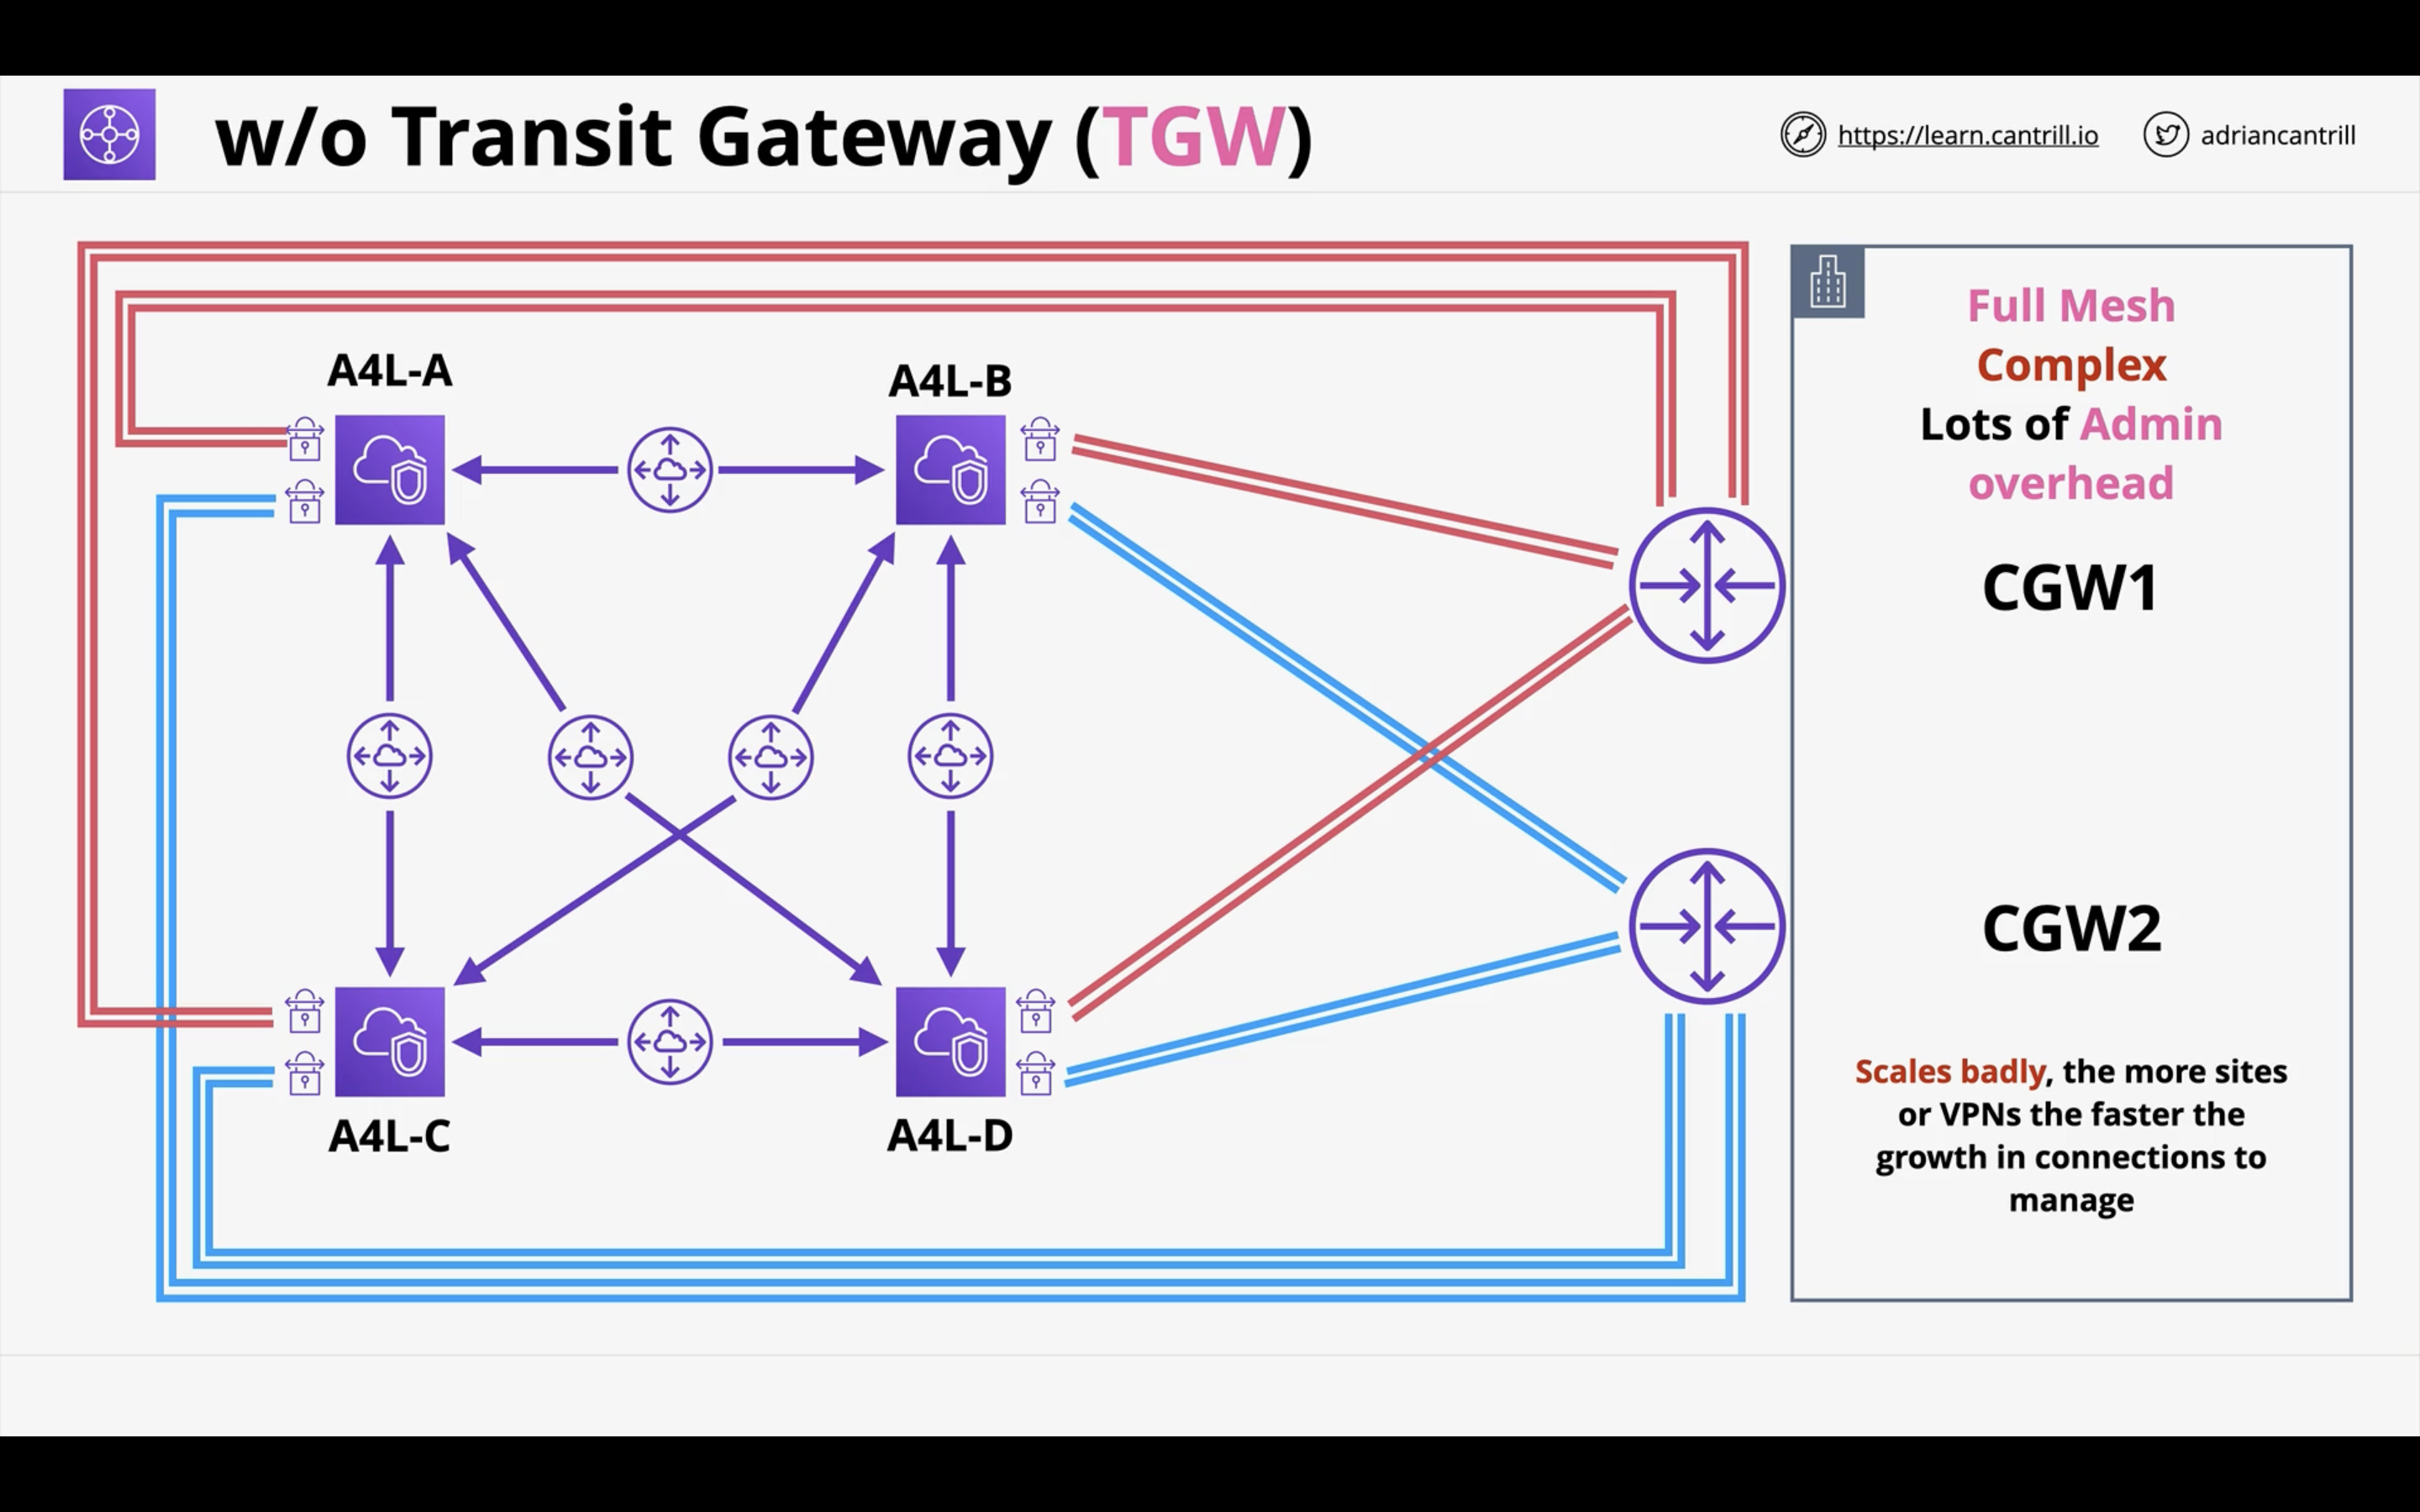 w/o Transit Gateway (TGW)
https://learn.cantrill.io
adriancantrill
A4L-A
A4L-B
A4L-C
A4L-D
Full Mesh
Complex
Lots of Admin
overhead
CGW1
CGW2
Scales badly, the more sites
or VPNs the faster the
growth in connections to
manage